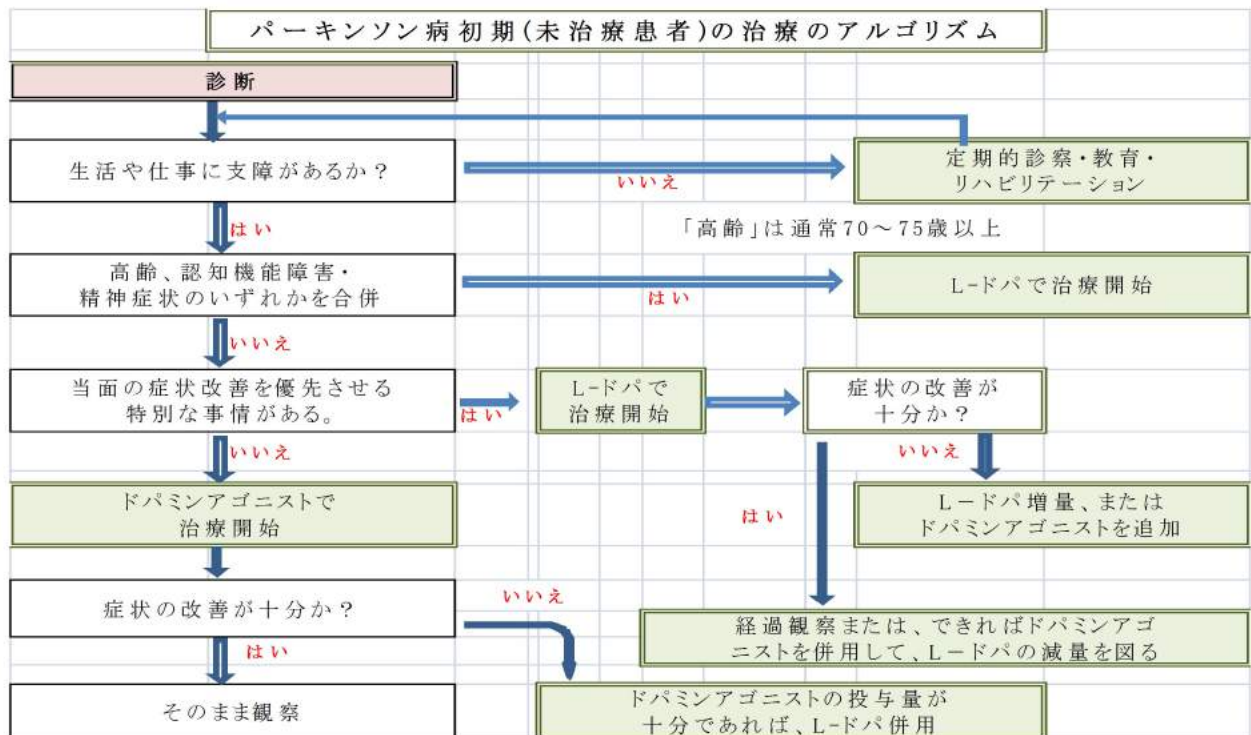 パーキンソン病初期(未治療患者)の治療のアルゴリズム
診断
生活や仕事に支障があるか？
いいえ
定期的診察・教育・
リハビリテーション
はい
「高齢」は通常70～75歳以上
高齢、認知機能障害・
精神症状のいずれかを合併
はい
L-ドパで治療開始
いいえ
当面の症状改善を優先させる
特別な事情がある。
はい
L-ドパで
治療開始
症状の改善が
十分か？
いいえ
いいえ
ドパミンアゴニストで
治療開始
はい
L－ドパ増量、または
ドパミンアゴニストを追加
症状の改善が十分か？
いいえ
はい
経過観察または、できればドパミンアゴ
ニストを併用して、L－ドパの減量を図る
そのまま観察
ドパミンアゴニストの投与量が
十分であれば、L-ドパ併用